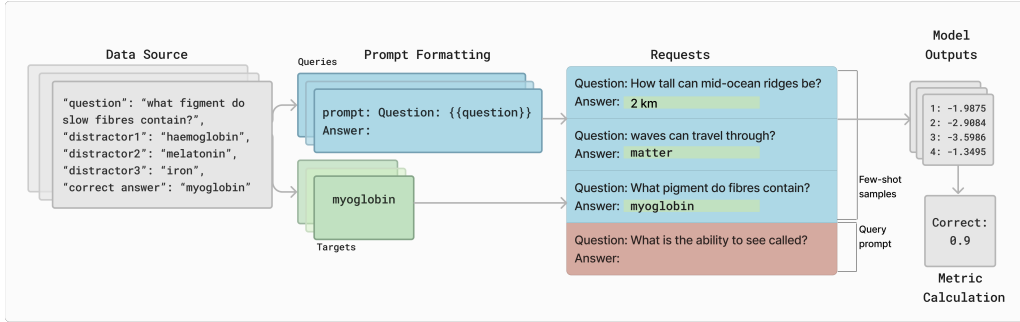 Data Source
"question": "what figment do
slow fibres contain?",
"distractor1": "haemoglobin",
"distractor2": "melatonin",
"distractor3": "iron",
"correct answer": "myoglobin"
Prompt Formatting
Queries
prompt: Question: {{question}}
Answer:
myoglobin
Targets
Requests
Question: How tall can mid-ocean ridges be?
Answer: 2 km
Question: waves can travel through?
Answer: matter
Question: What pigment do fibres contain?
Answer: myoglobin
Question: What is the ability to see called?
Answer:
Few-shot
samples
Query
prompt
Model
Outputs
1: -1.9875
2: -2.9084
3: -3.5986
4: -1.3495
Correct:
0.9
Metric
Calculation